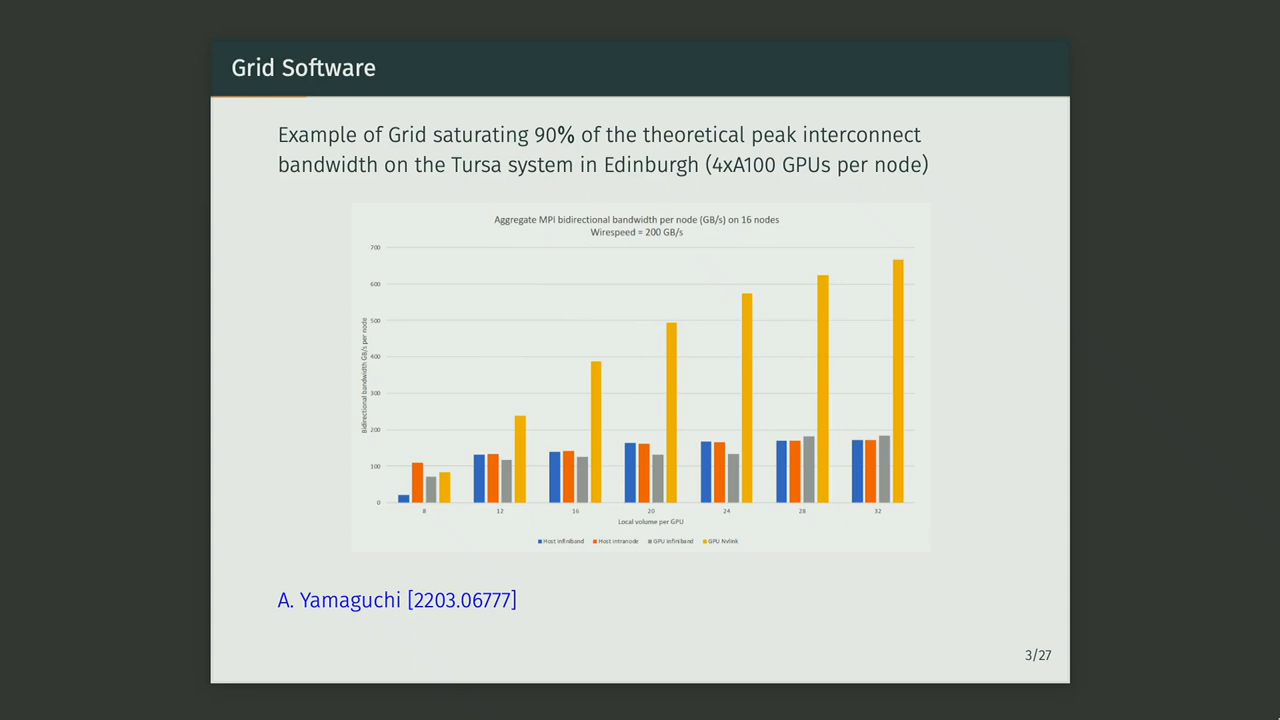 Grid Software
Example of Grid saturating 90% of the theoretical peak interconnect
bandwidth on the Tursa system in Edinburgh (4xA100 GPUs per node)
Aggregate MPI bidirectional bandwidth per node (GB/s) on 16 nodes
Wirespeed = 200 GB/s
Bidirectional bandwidth GB/s per node
700
600
500
400
300
200
100
0
8 12 16 20 24 28 32
Local volume per GPU
Host infiniband Host intranode GPU Infiniband GPU Nvlink
A. Yamaguchi [2203.06777]
3/27